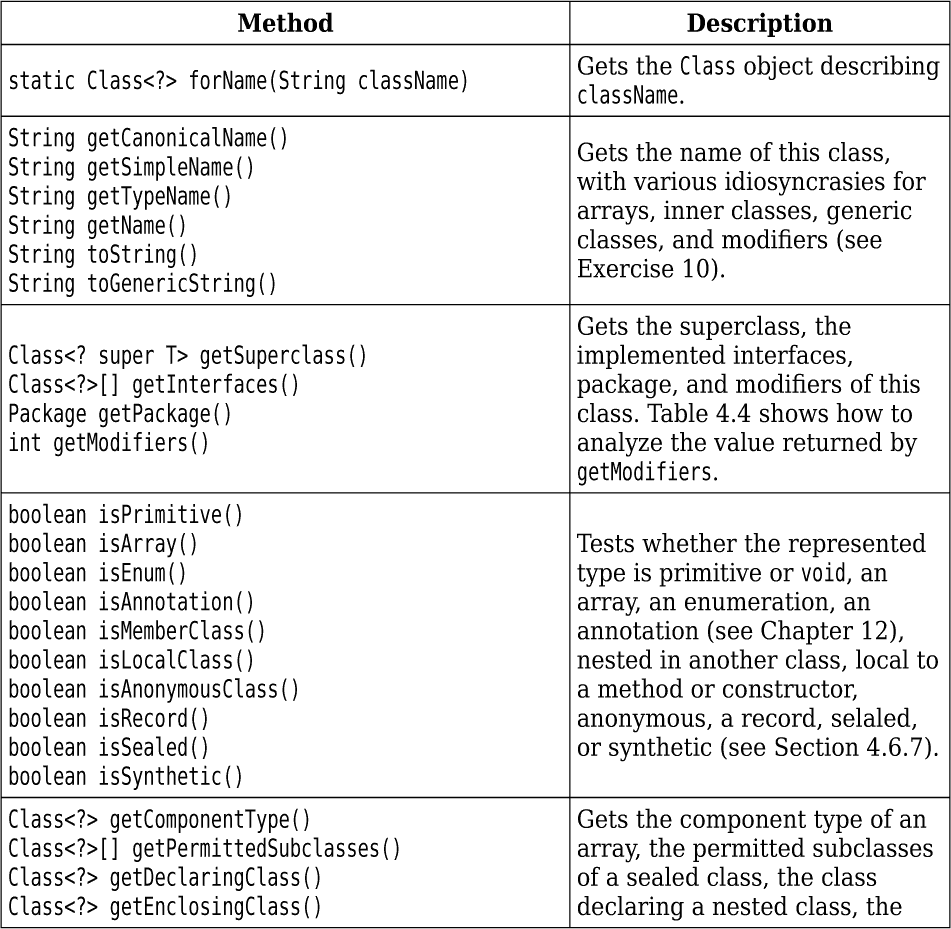 Method
Description
static Class<?> forName(String className)
Gets the Class object describing
className.
String getCanonicalName()
String getSimpleName()
String getTypeName()
String getName()
String toString()
String toGenericString()
Gets the name of this class,
with various idiosyncrasies for
arrays, inner classes, generic
classes, and modifiers (see
Exercise 10).
Class<? super T> getSuperclass()
Class<?>[] getInterfaces()
Package getPackage()
int getModifiers()
Gets the superclass, the
implemented interfaces,
package, and modifiers of this
class. Table 4.4 shows how to
analyze the value returned by
getModifiers.
boolean isPrimitive()
boolean isArray()
boolean isEnum()
boolean isAnnotation()
boolean isMemberClass()
boolean isLocalClass()
boolean isAnonymousClass()
boolean isRecord()
boolean isSealed()
boolean isSynthetic()
Tests whether the represented
type is primitive or void, an
array, an enumeration, an
annotation (see Chapter 12),
nested in another class, local to
a method or constructor,
anonymous, a record, selaled,
or synthetic (see Section 4.6.7).
Class<?> getComponentType()
Class<?>[] getPermittedSubclasses()
Class<?> getDeclaringClass()
Class<?> getEnclosingClass()
Gets the component type of an
array, the permitted subclasses
of a sealed class, the class
declaring a nested class, the